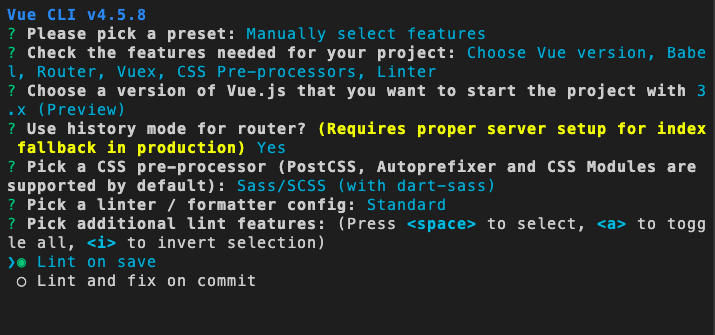 Vue CLI v4.5.8
? Please pick a preset: Manually select features
? Check the features needed for your project: Choose Vue version, Babe
l, Router, Vuex, CSS Pre-processors, Linter
? Choose a version of Vue.js that you want to start the project with 3
.x (Preview)
? Use history mode for router? (Requires proper server setup for index
 fallback in production) Yes
? Pick a CSS pre-processor (PostCSS, Autoprefixer and CSS Modules are
supported by default): Sass/SCSS (with dart-sass)
? Pick a linter / formatter config: Standard
? Pick additional lint features: (Press <space> to select, <a> to togg
le all, <i> to invert selection)
❯◉ Lint on save
 ◯ Lint and fix on commit